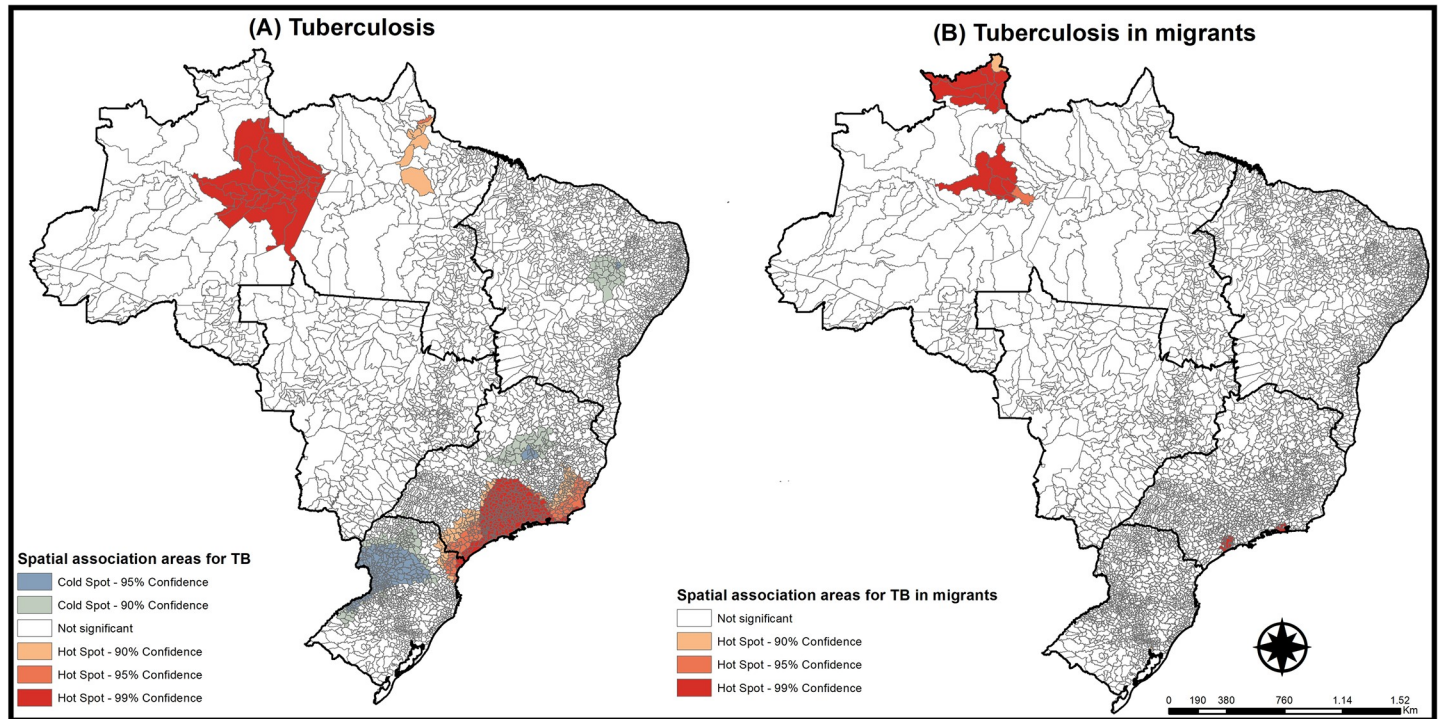 (A) Tuberculosis
(B) Tuberculosis in migrants
Spatial association areas for TB
Cold Spot - 95% Confidence
Cold Spot - 90% Confidence
Not significant
Hot Spot - 90% Confidence
Hot Spot - 95% Confidence
Hot Spot - 99% Confidence
Spatial association areas for TB in migrants
Not significant
Hot Spot - 90% Confidence
Hot Spot - 95% Confidence
Hot Spot - 99% Confidence
0 190 380 760 1.14 1.52
Km